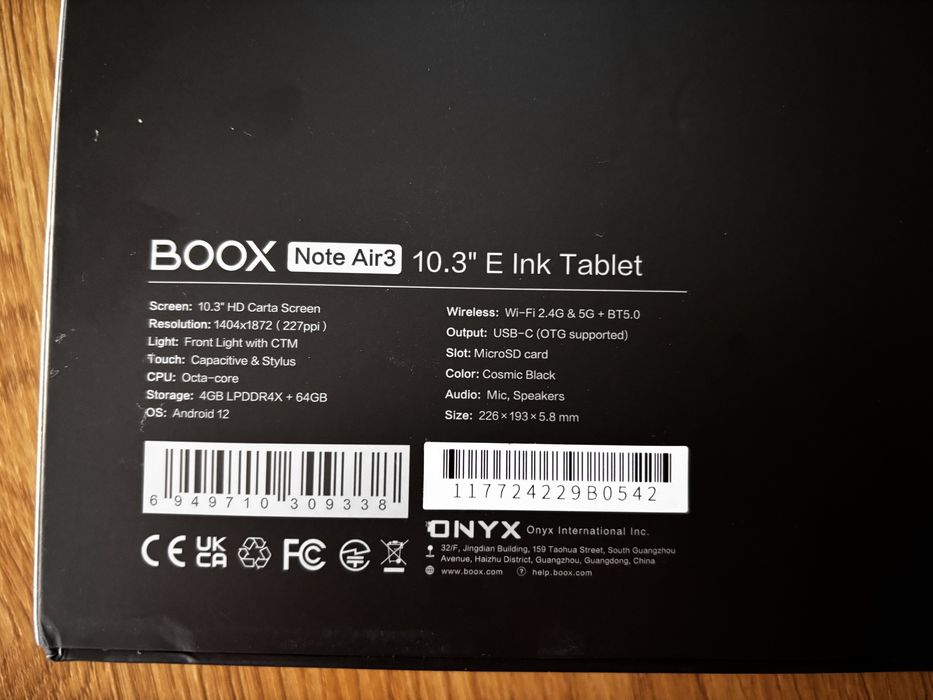 BOOX Note Air3 10.3" E Ink Tablet
Screen: 10.3" HD Carta Screen
Resolution: 1404x1872 ( 227ppi )
Light: Front Light with CTM
Touch: Capacitive & Stylus
CPU: Octa-core
Storage: 4GB LPDDR4X + 64GB
OS: Android 12
Wireless: Wi-Fi 2.4G & 5G + BT5.0
Output: USB-C (OTG supported)
Slot: MicroSD card
Color: Cosmic Black
Audio: Mic, Speakers
Size: 226×193×5.8 mm
6 949710 309338
117724229B0542
CE UK CA FC
ONYX Onyx International Inc.
32/F, Jingdian Building, 159 Taohua Street, South Guangzhou
Avenue, Haizhu District, Guangzhou, Guangdong, China
www.boox.com help.boox.com